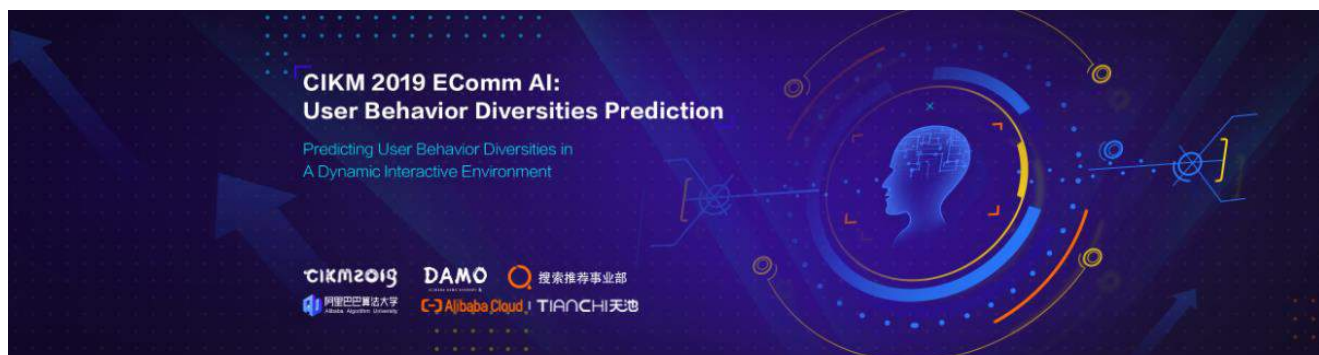 CIKM 2019 EComm AI:
User Behavior Diversities Prediction
Predicting User Behavior Diversities in
A Dynamic Interactive Environment
CIKM2019 DAMO 搜索推荐事业部
阿里巴巴算法大学 Alibaba Cloud | TIANCHI天池
Alibaba Algorithm University